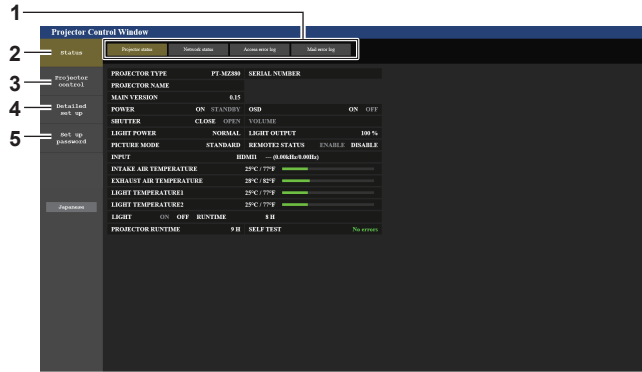 1
Projector Control Window
2
Status
Projector status Network status Access error log Mail error log
3
Projector
control
4
Detailed
set up
5
Set up
password
Japanese
PROJECTOR TYPE PT-MZ880 SERIAL NUMBER
PROJECTOR NAME
MAIN VERSION 0.15
POWER ON STANDBY OSD ON OFF
SHUTTER CLOSE OPEN VOLUME
LIGHT POWER NORMAL LIGHT OUTPUT 100 %
PICTURE MODE STANDARD REMOTE2 STATUS ENABLE DISABLE
INPUT HDMI1 --- (0.00kHz/0.00Hz)
INTAKE AIR TEMPERATURE 25°C / 77°F
EXHAUST AIR TEMPERATURE 28°C / 82°F
LIGHT TEMPERATURE1 25°C / 77°F
LIGHT TEMPERATURE2 25°C / 77°F
LIGHT ON OFF RUNTIME 8 H
PROJECTOR RUNTIME 9 H SELF TEST No errors